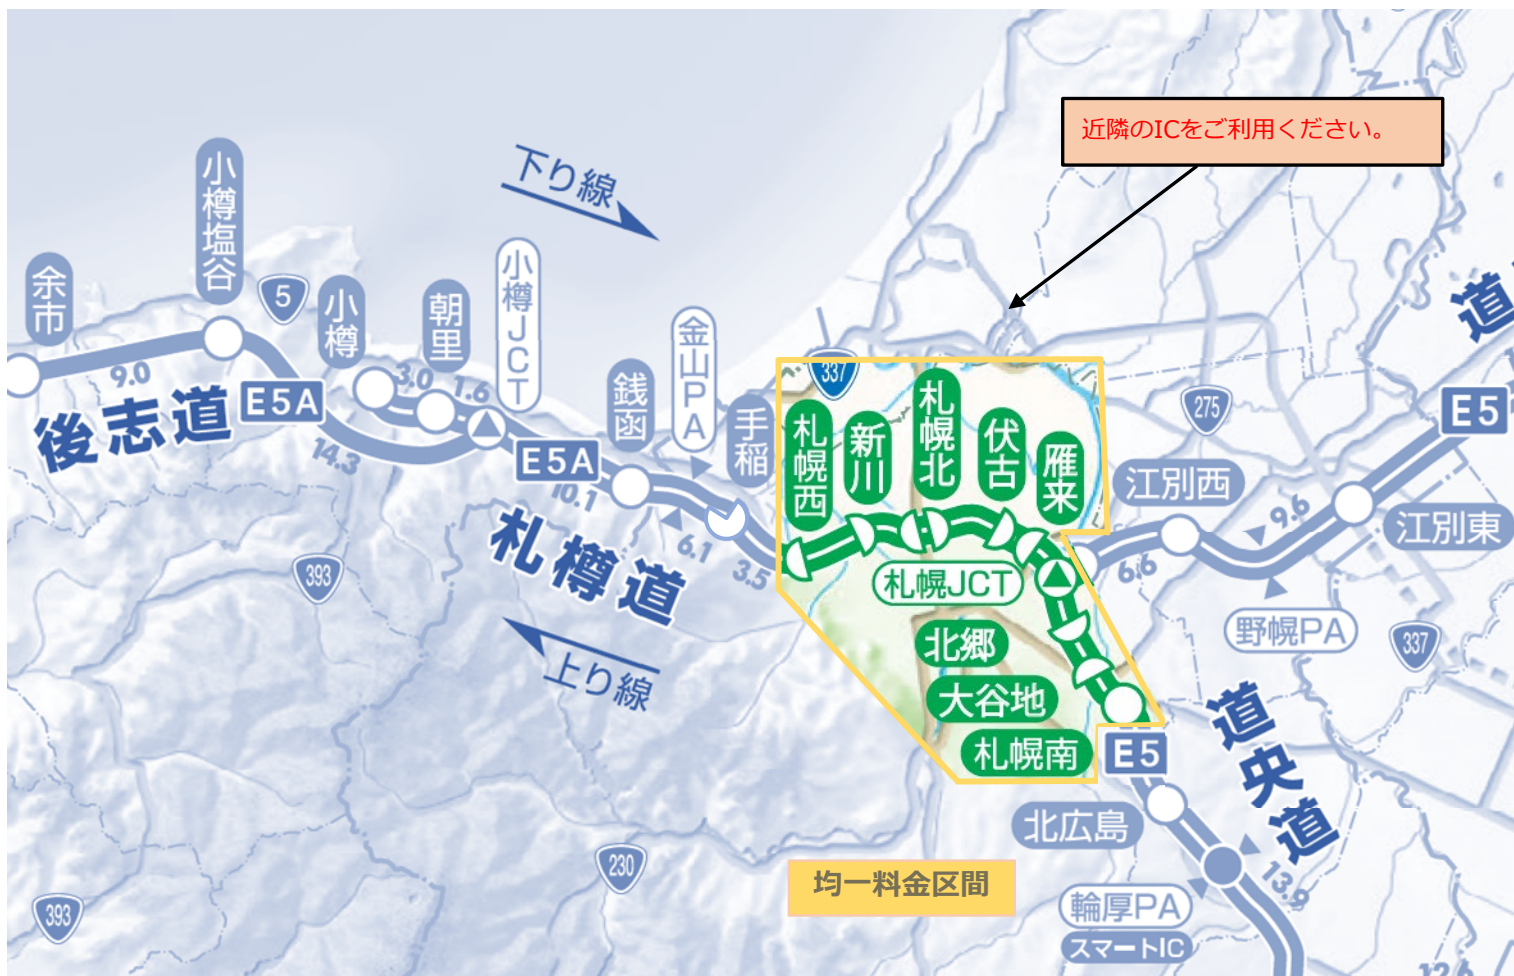 近隣のICをご利用ください。
下り線
小樽塩谷
余市
5
小樽
朝里
小樽JCT
金山PA
銭函
手稲
337
札幌西
新川
札幌北
伏古
雁来
275
E5
道
9.0
3.0
1.6
後志道
E5A
14.3
E5A
10.1
札樽道
6.1
3.5
江別西
9.6
江別東
6.6
札幌JCT
393
野幌PA
337
北郷
大谷地
札幌南
上り線
E5
道央道
北広島
230
均一料金区間
13.9
輪厚PA
スマートIC
393